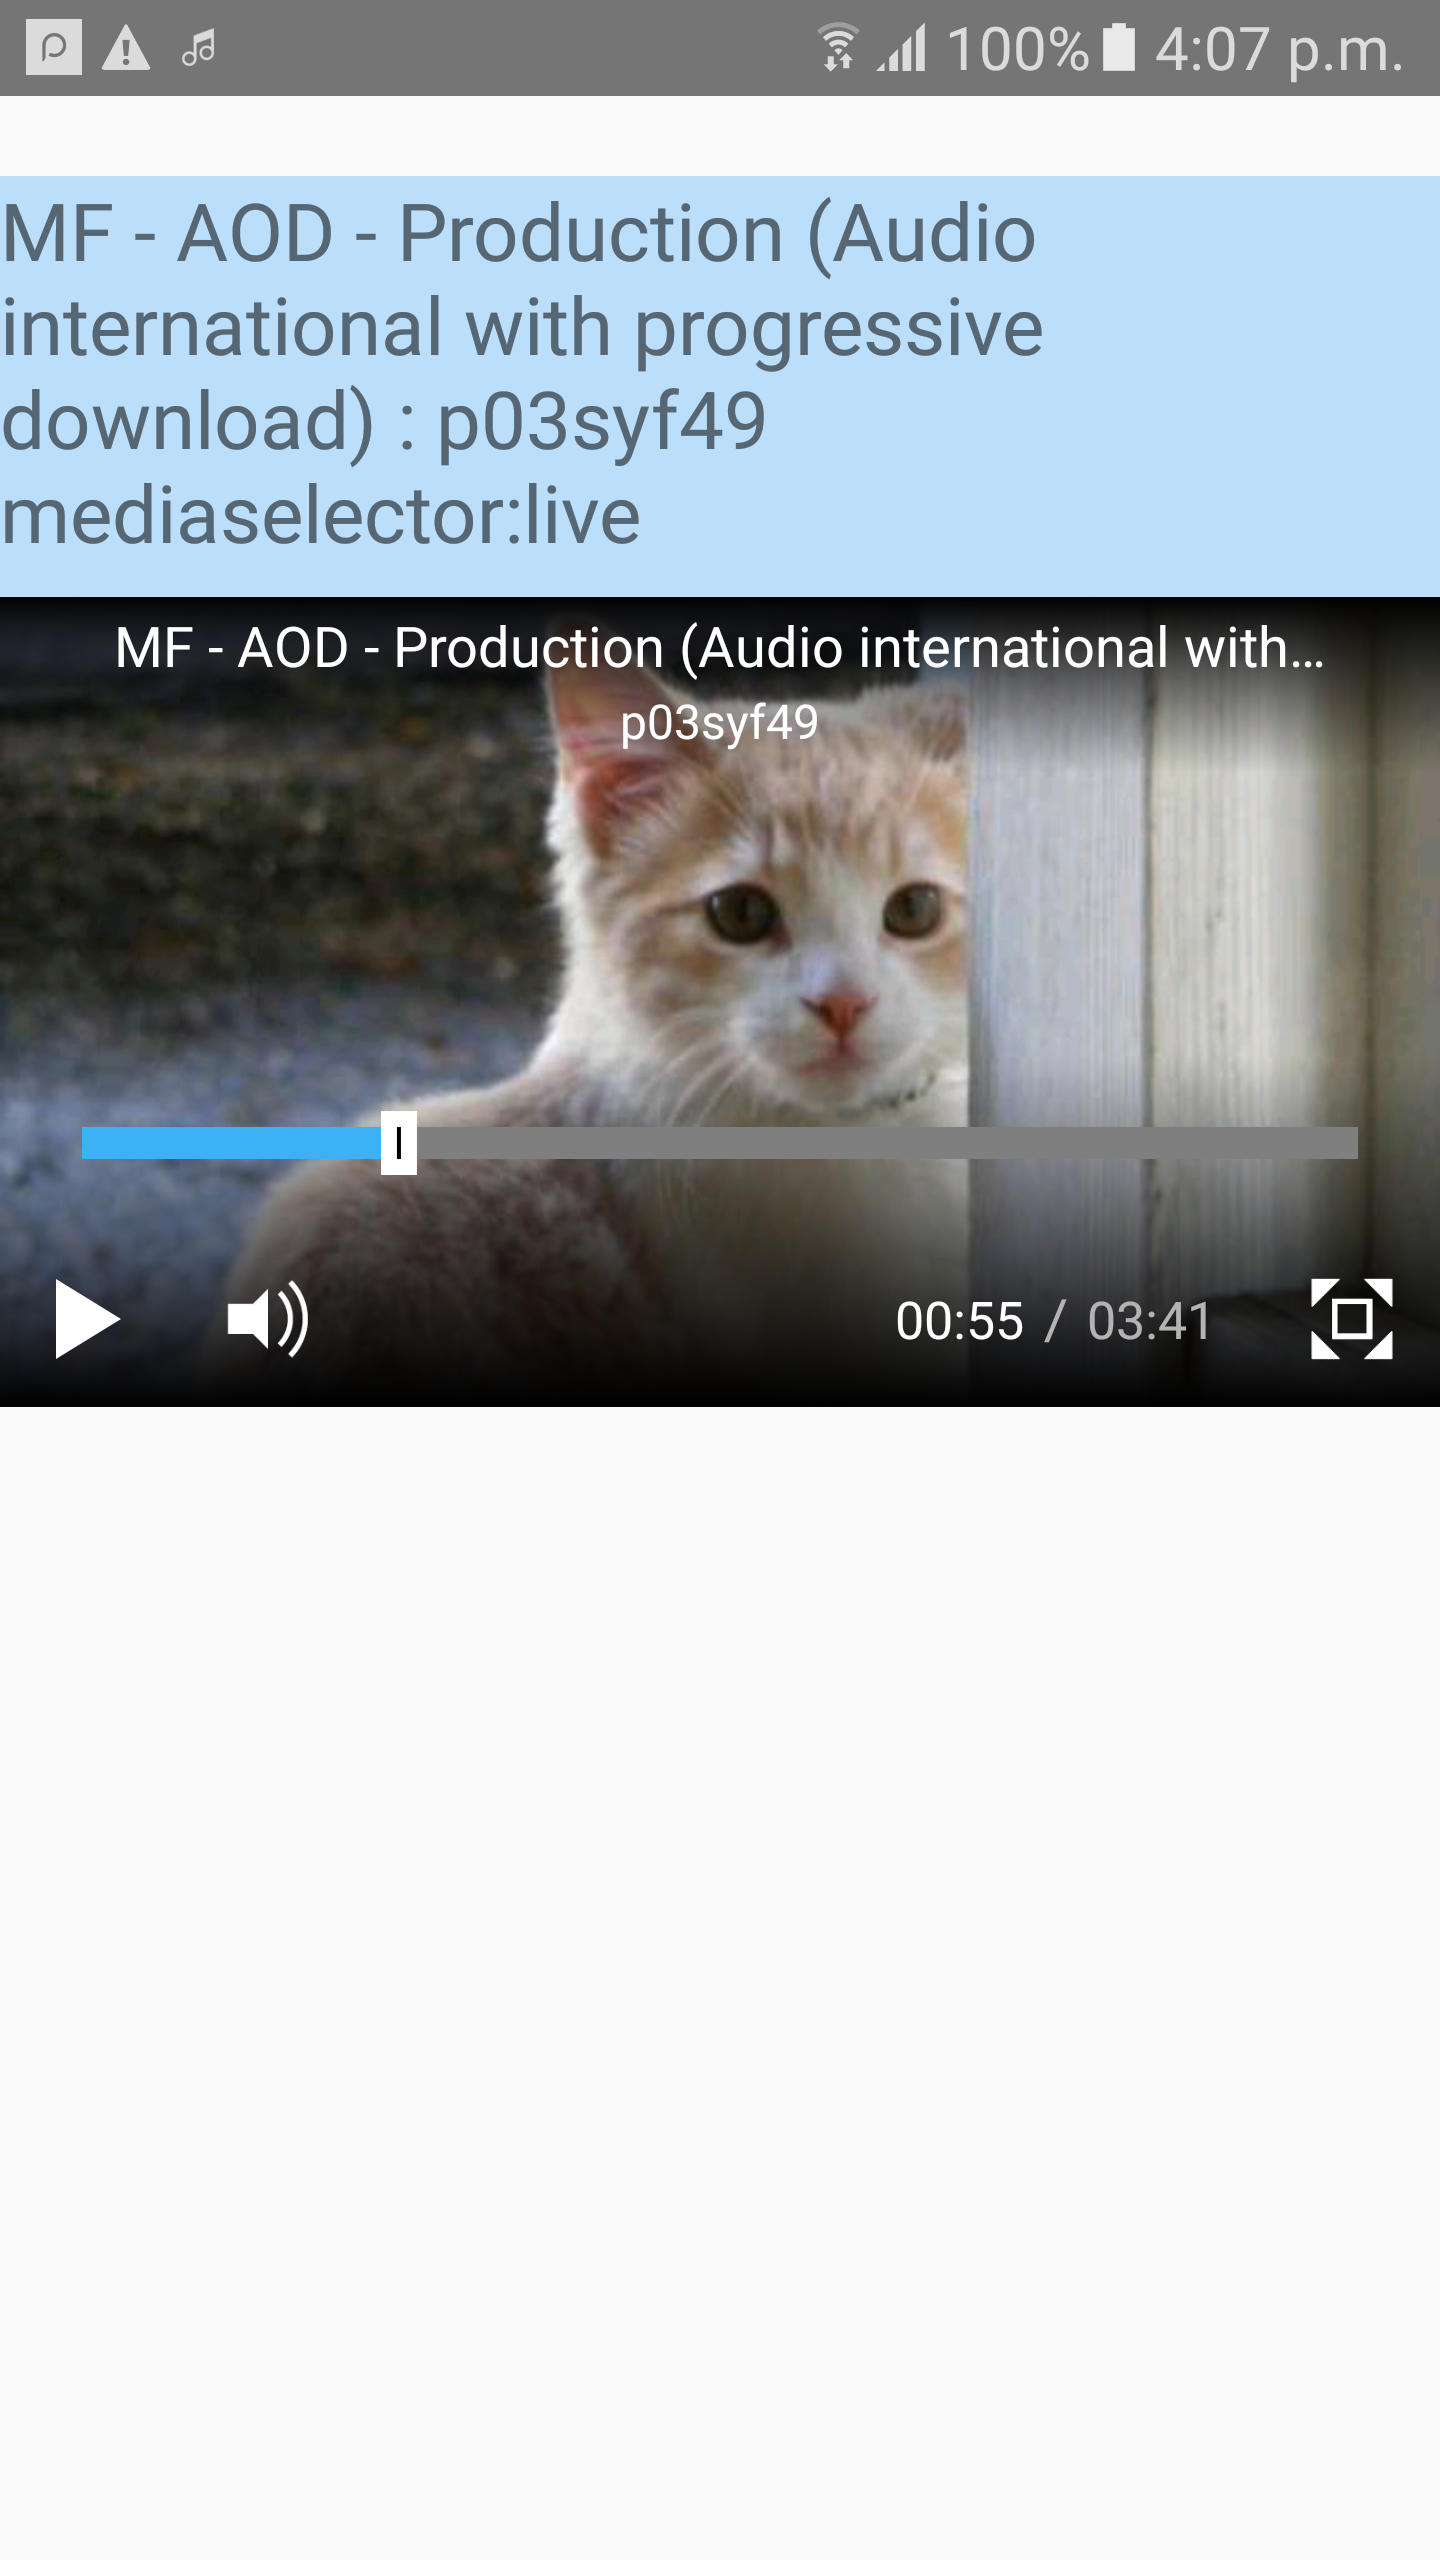 100% 4:07 p.m.
MF - AOD - Production (Audio
international with progressive
download) : p03syf49
mediaselector:live
MF - AOD - Production (Audio international with...
p03syf49
00:55 / 03:41